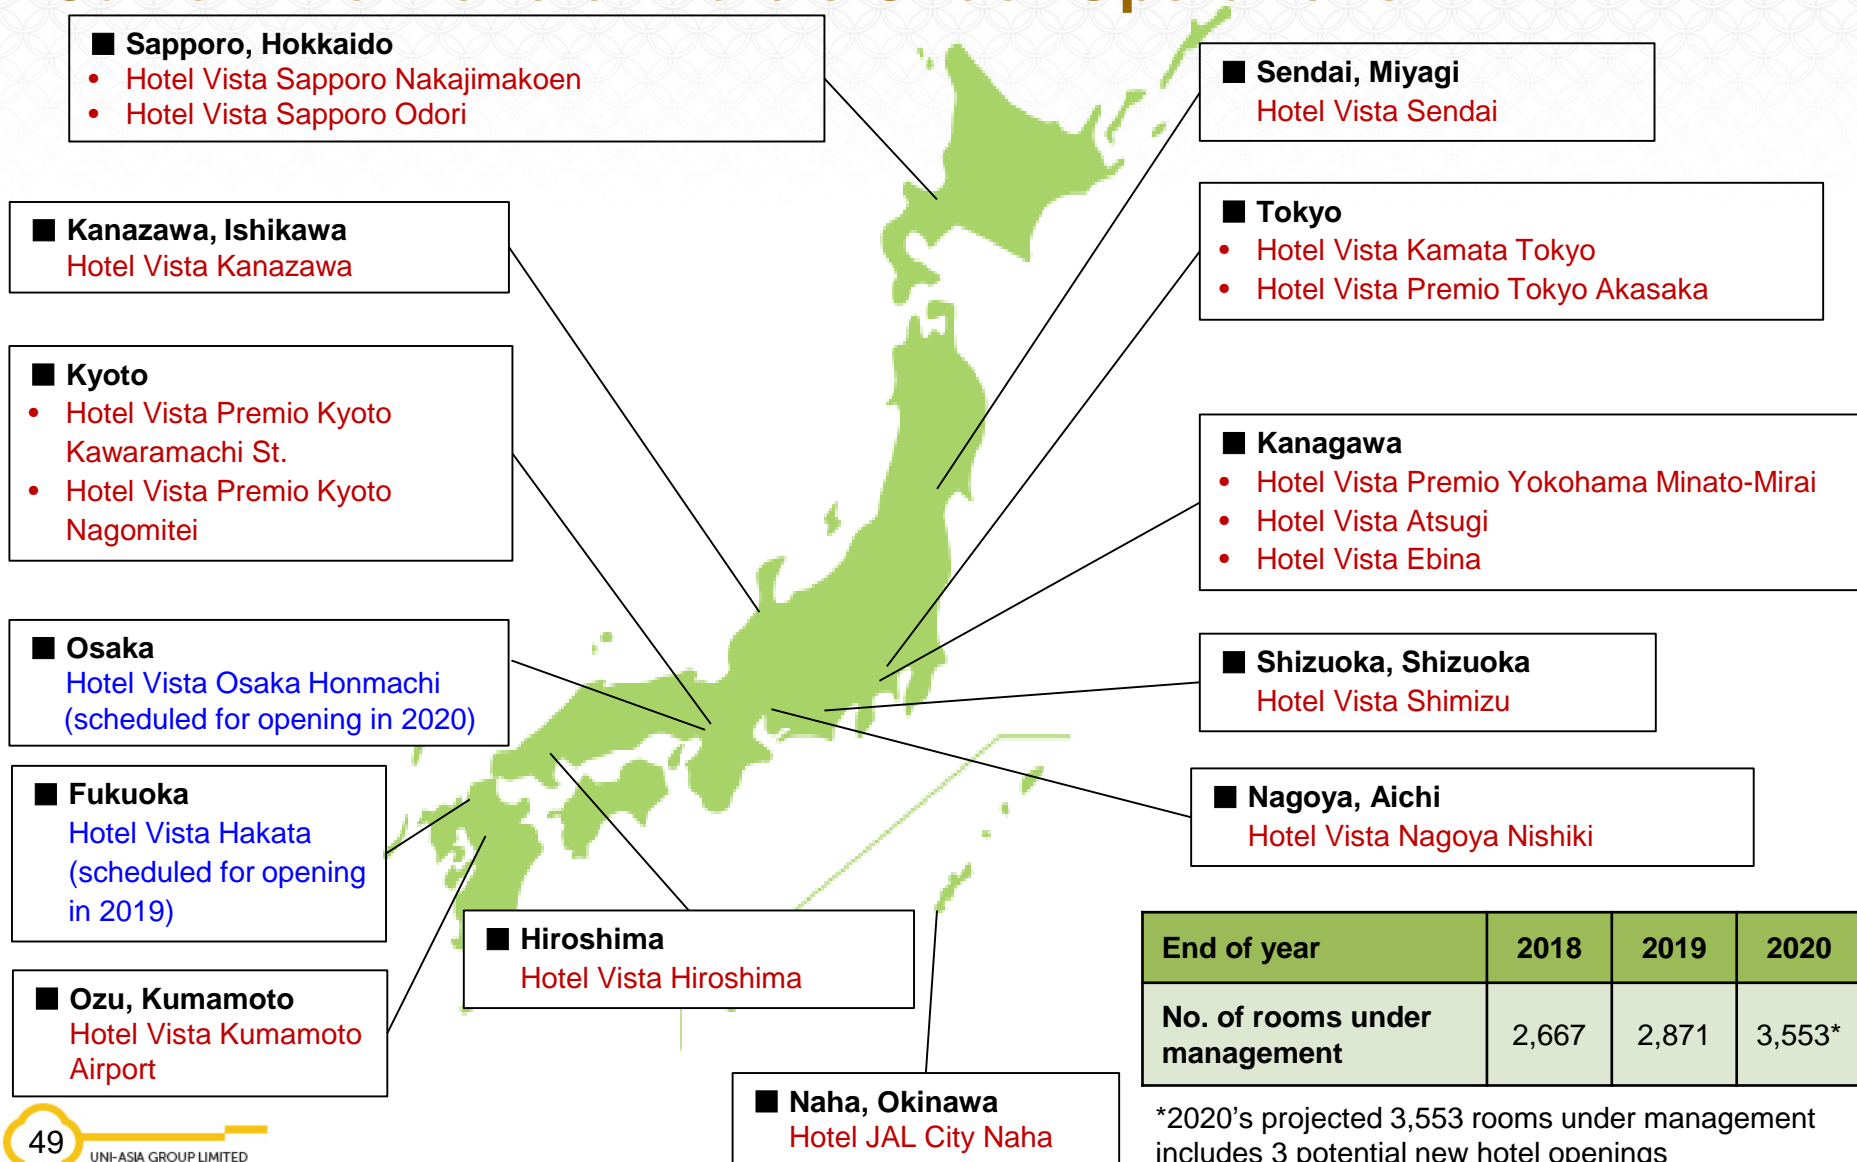 ■ Sapporo, Hokkaido
• Hotel Vista Sapporo Nakajimakoen
• Hotel Vista Sapporo Odori
■ Sendai, Miyagi
Hotel Vista Sendai
■ Kanazawa, Ishikawa
Hotel Vista Kanazawa
■ Tokyo
• Hotel Vista Kamata Tokyo
• Hotel Vista Premio Tokyo Akasaka
■ Kyoto
• Hotel Vista Premio Kyoto
Kawaramachi St.
• Hotel Vista Premio Kyoto
Nagomitei
■ Kanagawa
• Hotel Vista Premio Yokohama Minato-Mirai
• Hotel Vista Atsugi
• Hotel Vista Ebina
■ Osaka
Hotel Vista Osaka Honmachi
(scheduled for opening in 2020)
■ Shizuoka, Shizuoka
Hotel Vista Shimizu
■ Fukuoka
Hotel Vista Hakata
(scheduled for opening
in 2019)
■ Nagoya, Aichi
Hotel Vista Nagoya Nishiki
■ Hiroshima
Hotel Vista Hiroshima
■ Ozu, Kumamoto
Hotel Vista Kumamoto
Airport
■ Naha, Okinawa
Hotel JAL City Naha
End of year 2018 2019 2020
No. of rooms under
management 2,667 2,871 3,553*
*2020's projected 3,553 rooms under management
includes 3 potential new hotel openings
49
UNI-ASIA GROUP LIMITED